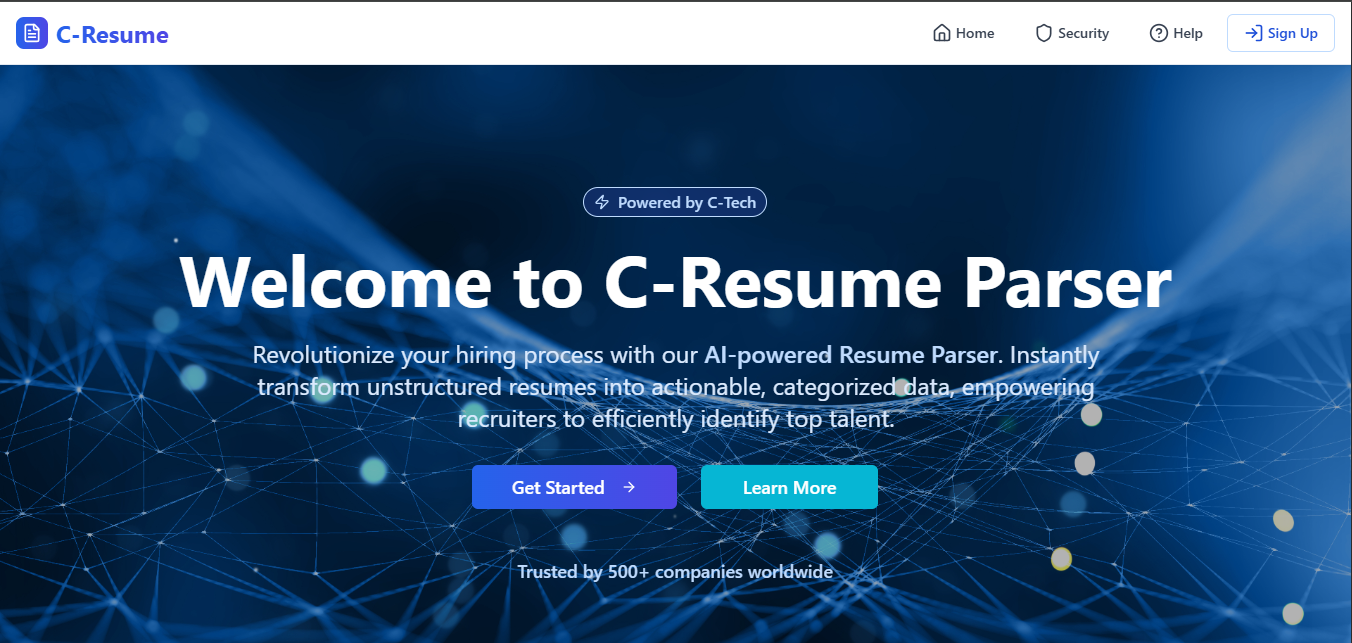 C-Resume
Home
Security
Help
Sign Up
Powered by C-Tech
Welcome to C-Resume Parser
Revolutionize your hiring process with our AI-powered Resume Parser. Instantly
transform unstructured resumes into actionable, categorized data, empowering
recruiters to efficiently identify top talent.
Get Started
Learn More
Trusted by 500+ companies worldwide